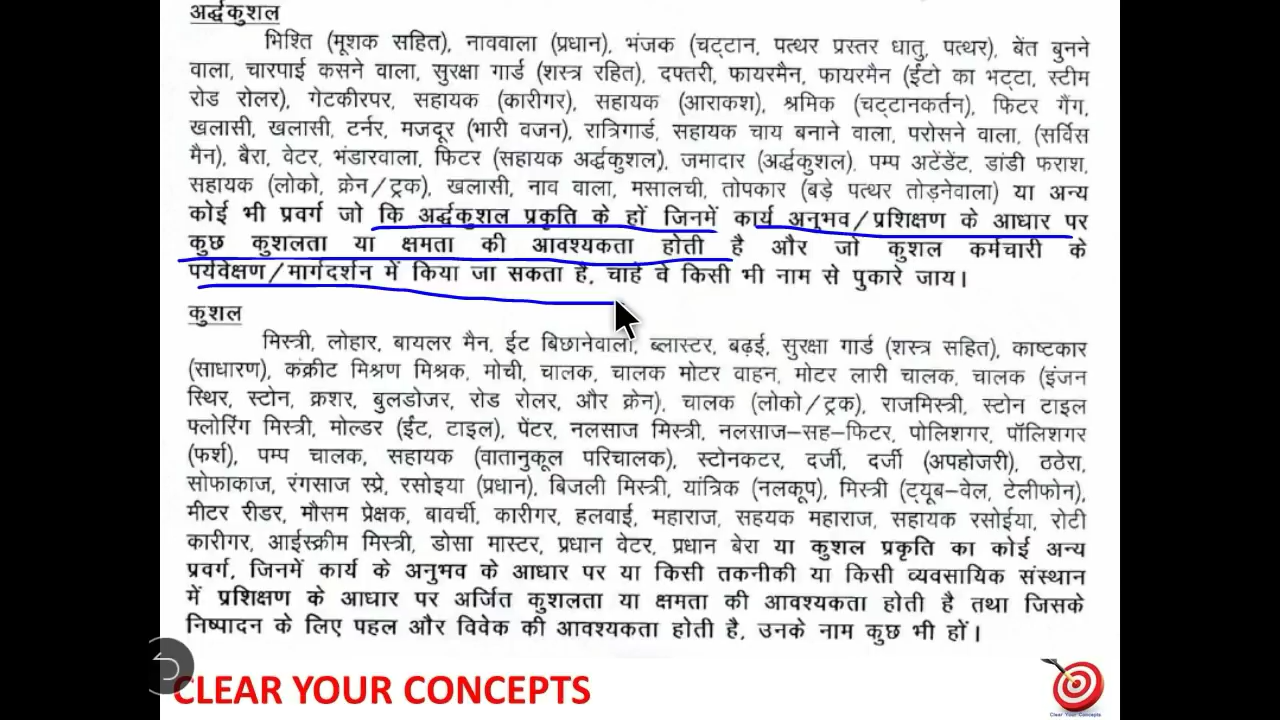 अर्द्धकुशल
भिश्ति (मूशक सहित), नाववाला (प्रधान), भंजक (चट्टान, पत्थर प्रस्तर धातु, पत्थर), बेंत बुनने
वाला, चारपाई कसने वाला, सुरक्षा गार्ड (शस्त्र रहित), दफ्तरी, फायरमैन, फायरमैन (ईंटो का भट्टा, स्टीम
रोड रोलर), गेटकीरपर, सहायक (कारीगर), सहायक (आराकश), श्रमिक (चट्टानकर्तन), फिटर गैंग,
खलासी, खलासी, टर्नर, मजदूर (भारी वजन), रात्रिगार्ड, सहायक चाय बनाने वाला, परोसने वाला, (सर्विस
मैन), बैरा, वेटर, भंडारवाला, फिटर (सहायक अर्द्धकुशल), जमादार (अर्द्धकुशल). पम्प अटेंडेंट, डांडी फराश,
सहायक (लोको, क्रेन/ट्रक), खलासी, नाव वाला, मसालची, तोपकार (बड़े पत्थर तोड़नेवाला) या अन्य
कोई भी प्रवर्ग जो कि अर्द्धकुशल प्रकृति के हों जिनमें कार्य अनुभव/प्रशिक्षण के आधार पर
कुछ कुशलता या क्षमता की आवश्यकता होती है और जो कुशल कर्मचारी के
पर्यवेक्षण/मार्गदर्शन में किया जा सकता है, चाहे वे किसी भी नाम से पुकारे जाय।
कुशल
मिस्त्री, लोहार, बायलर मैन, ईट बिछानेवाला, ब्लास्टर, बढ़ई, सुरक्षा गार्ड (शस्त्र सहित), काष्टकार
(साधारण), कंक्रीट मिश्रण मिश्रक, मोची, चालक, चालक मोटर वाहन, मोटर लारी चालक, चालक (इंजन
स्थिर, स्टोन, क्रशर, बुलडोजर, रोड रोलर, और क्रेन), चालक (लोको/ट्रक), राजमिस्त्री, स्टोन टाइल
फ्लोरिंग मिस्त्री, मोल्डर (ईंट, टाइल), पेंटर, नलसाज मिस्त्री, नलसाज–सह–फिटर, पोलिशगर, पॉलिशगर
(फर्श), पम्प चालक, सहायक (वातानुकूल परिचालक), स्टोनकटर, दर्जी, दर्जी (अपहोजरी), ठठेरा,
सोफाकाज, रंगसाज स्प्रे, रसोइया (प्रधान), बिजली मिस्त्री, यांत्रिक (नलकूप), मिस्त्री (ट्यूब–वेल, टेलीफोन),
मीटर रीडर, मौसम प्रेक्षक, बावर्ची, कारीगर, हलवाई, महाराज, सहयक महाराज, सहायक रसोईया, रोटी
कारीगर, आईस्क्रीम मिस्त्री, डोसा मास्टर, प्रधान वेटर, प्रधान बेरा या कुशल प्रकृति का कोई अन्य
प्रवर्ग, जिनमें कार्य के अनुभव के आधार पर या किसी तकनीकी या किसी व्यवसायिक संस्थान
में प्रशिक्षण के आधार पर अर्जित कुशलता या क्षमता की आवश्यकता होती है तथा जिसके
निष्पादन के लिए पहल और विवेक की आवश्यकता होती है, उनके नाम कुछ भी हों।
CLEAR YOUR CONCEPTS
Clear Your Concepts